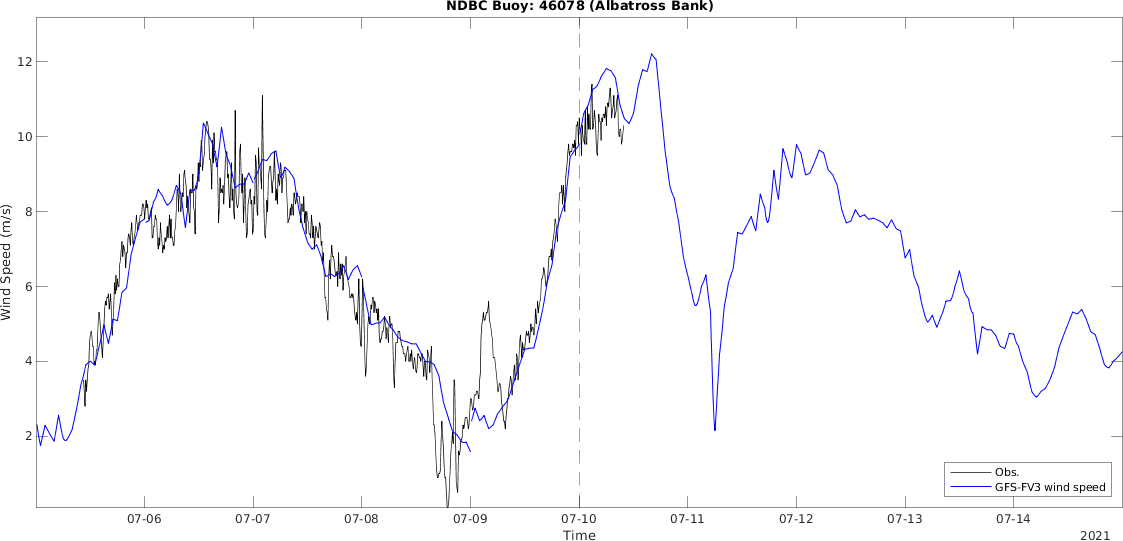 NDBC Buoy: 46078 (Albatross Bank)
Wind Speed (m/s)
12
10
8
6
4
2
Obs.
GFS-FV3 wind speed
07-06 07-07 07-08 07-09 07-10 07-11 07-12 07-13 07-14
Time
2021